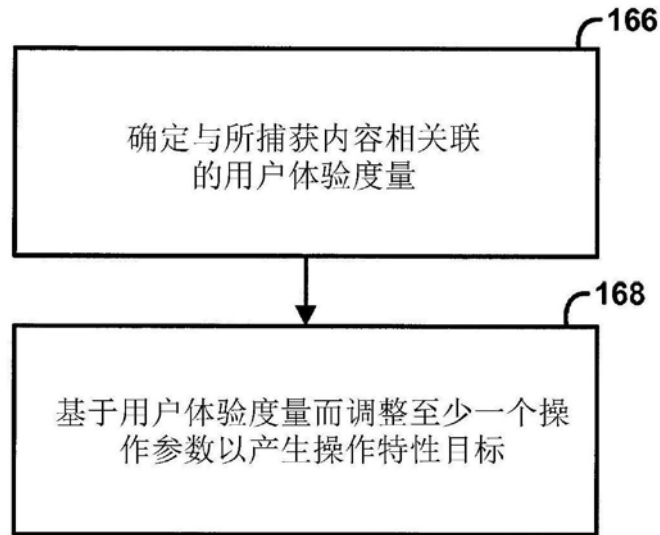 166
确定与所捕获内容相关联
的用户体验度量
168
基于用户体验度量而调整至少一个操
作参数以产生操作特性目标